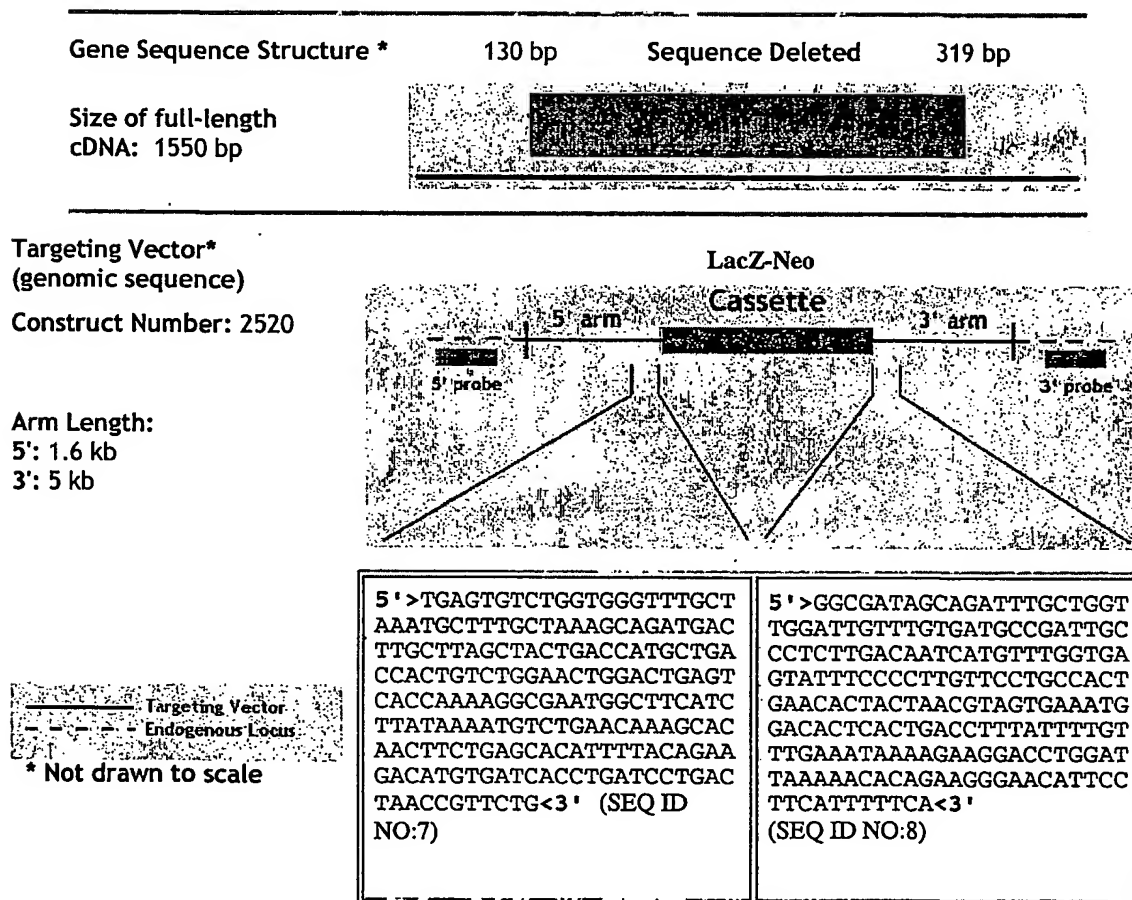 Gene Sequence Structure * 130 bp Sequence Deleted 319 bp
Size of full-length
cDNA: 1550 bp
Targeting Vector*
(genomic sequence)
Construct Number: 2520
Arm Length:
5': 1.6 kb
3': 5 kb
LacZ-Neo
Cassette
5' arm 3' arm
5' probe 3' probe
5'>TGAGTGTCTGGTGGGTTTGCT
AAATGCTTTGCTAAAGCAGATGAC
TTGCTTAGCTACTGACCATGCTGA
CCACTGTCTGGAACTGGACTGAGT
CACCAAAAGGCGAATGGCTTCATC
TTATAAAATGTCTGAACAAAGCAC
AACTTCTGAGCACATTTTACAGAA
GACATGTGATCACCTGATCCTGAC
TAACCGTTCTG<3' (SEQ ID
NO:7)
5'>GGCGATAGCAGATTTGCTGGT
TGGATTGTTTGTGATGCCGATTGC
CCTCTTGACAATCATGTTTGGTGA
GTATTTCCCCTTGTTCCTGCCACT
GAACACTACTAACGTAGTGAAATG
GACACTCACTGACCTTTATTTTGT
TTGAAATAAAAGAAGGACCTGGAT
TAAAAACACAGAAGGGAACATTCC
TTCATTTTTCA<3'
(SEQ ID NO:8)
Targeting Vector
Endogenous Locus
* Not drawn to scale